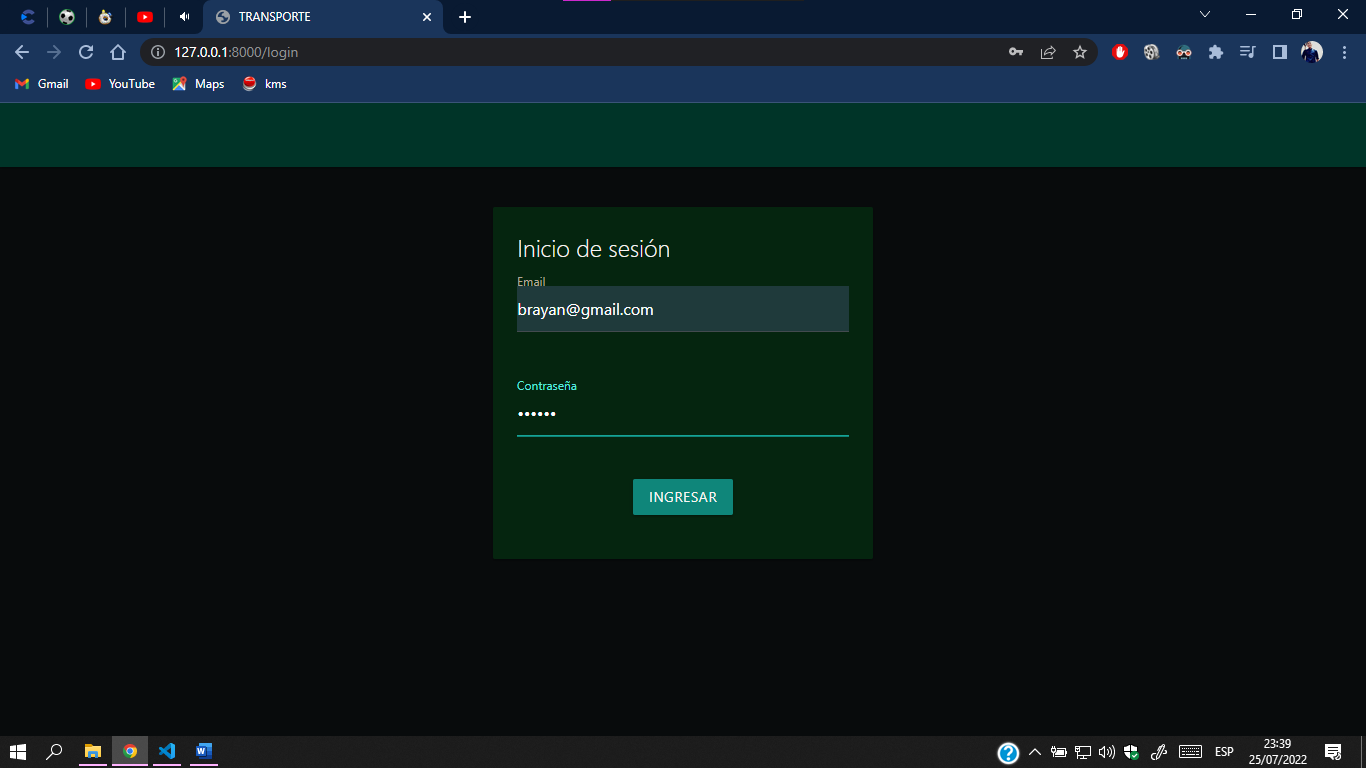 TRANSPORTE
127.0.0.1:8000/login
Gmail YouTube Maps kms
Inicio de sesión
Email
brayan@gmail.com
Contraseña
••••••
INGRESAR
ESP
23:39
25/07/2022